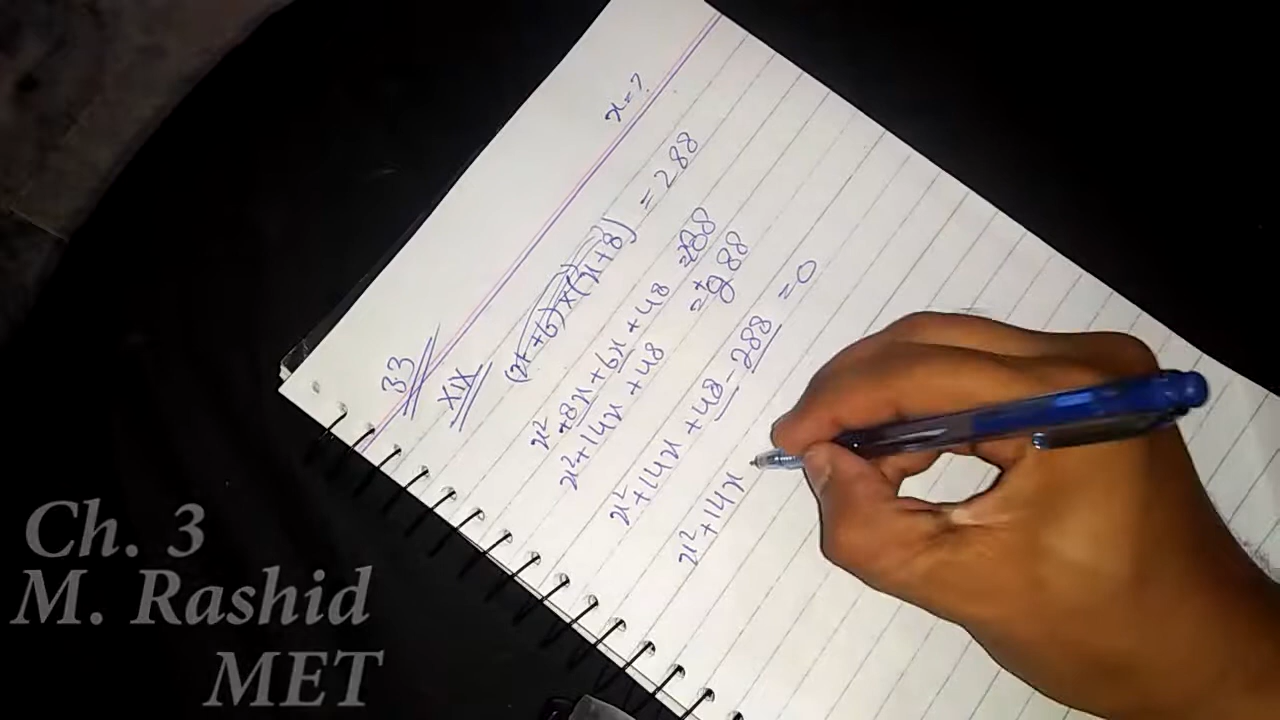 x = ?
33
XIX
(x+6)×(x+8) = 288
x²+8x+6x+48 = 288
x²+14x+48 = 288
x²+14x+48-288=0
x²+14x
Ch. 3
M. Rashid
MET